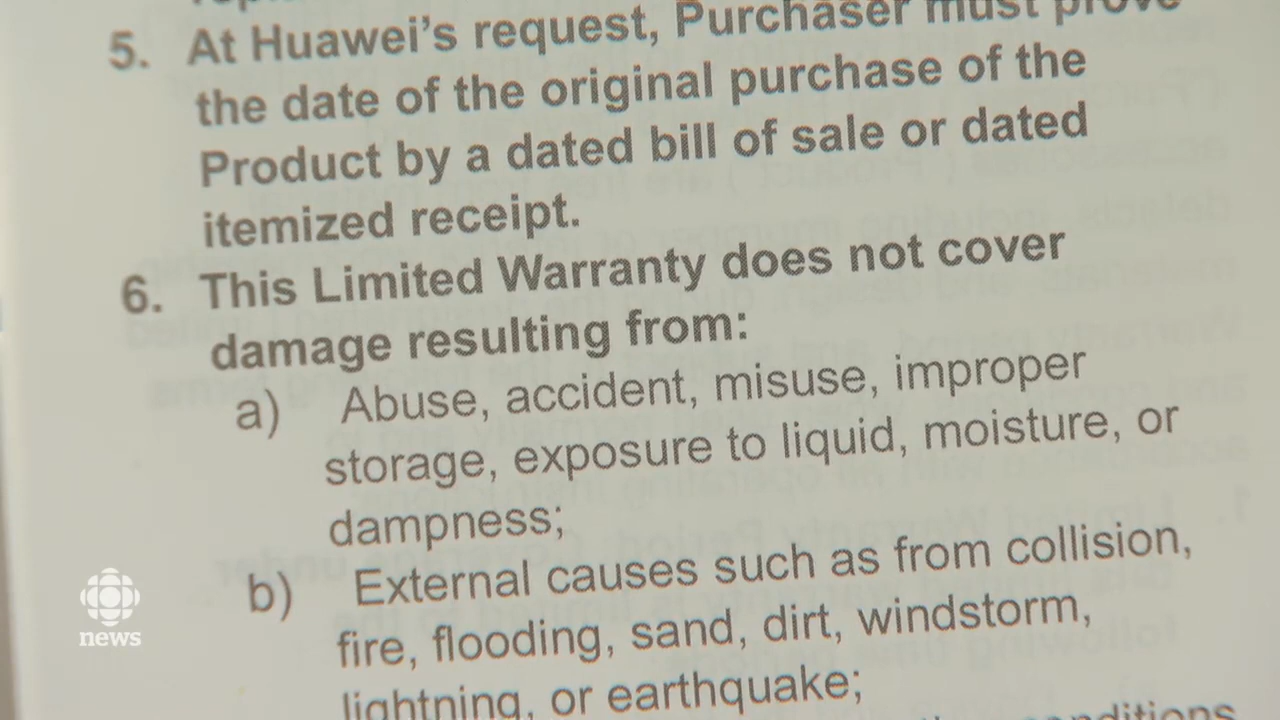 5. At Huawei's request, Purchaser must prove
the date of the original purchase of the
Product by a dated bill of sale or dated
itemized receipt.
6. This Limited Warranty does not cover
damage resulting from:
a) Abuse, accident, misuse, improper
storage, exposure to liquid, moisture, or
dampness;
b) External causes such as from collision,
fire, flooding, sand, dirt, windstorm,
lightning, or earthquake;
conditions
news